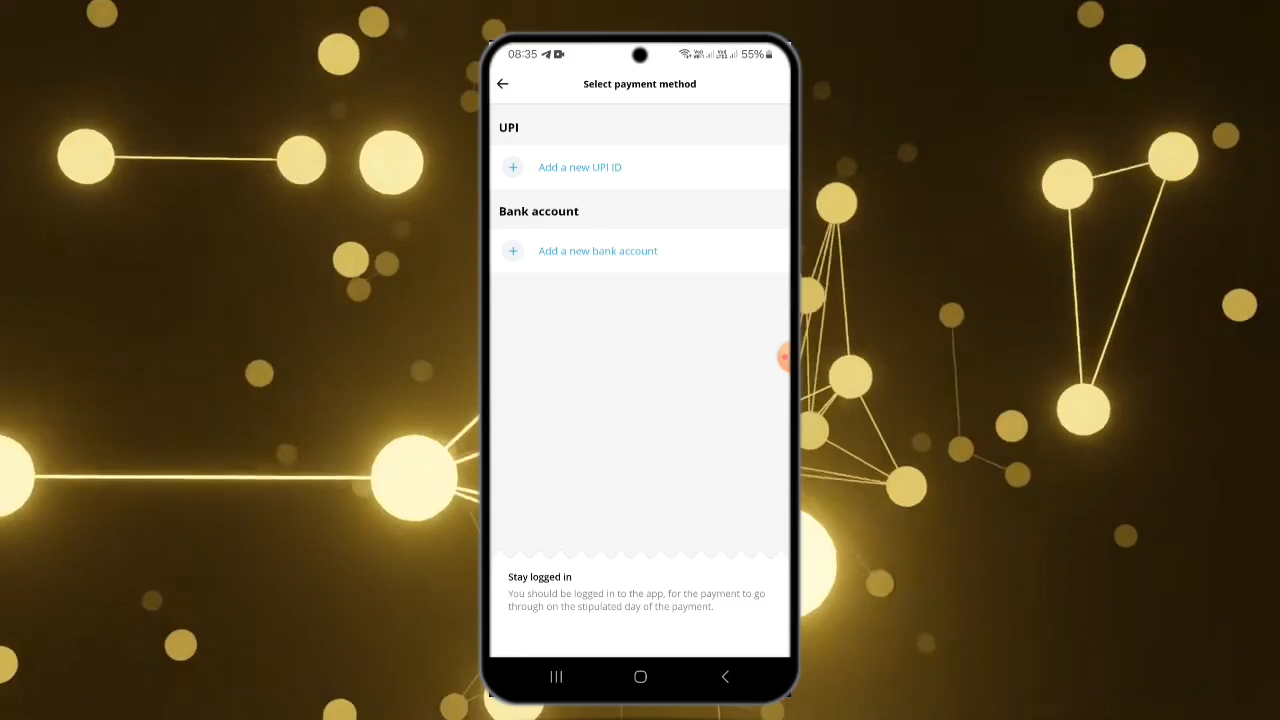 08:35 55%
Select payment method
UPI
Add a new UPI ID
Bank account
Add a new bank account
Stay logged in
You should be logged in to the app, for the payment to go
through on the stipulated day of the payment.